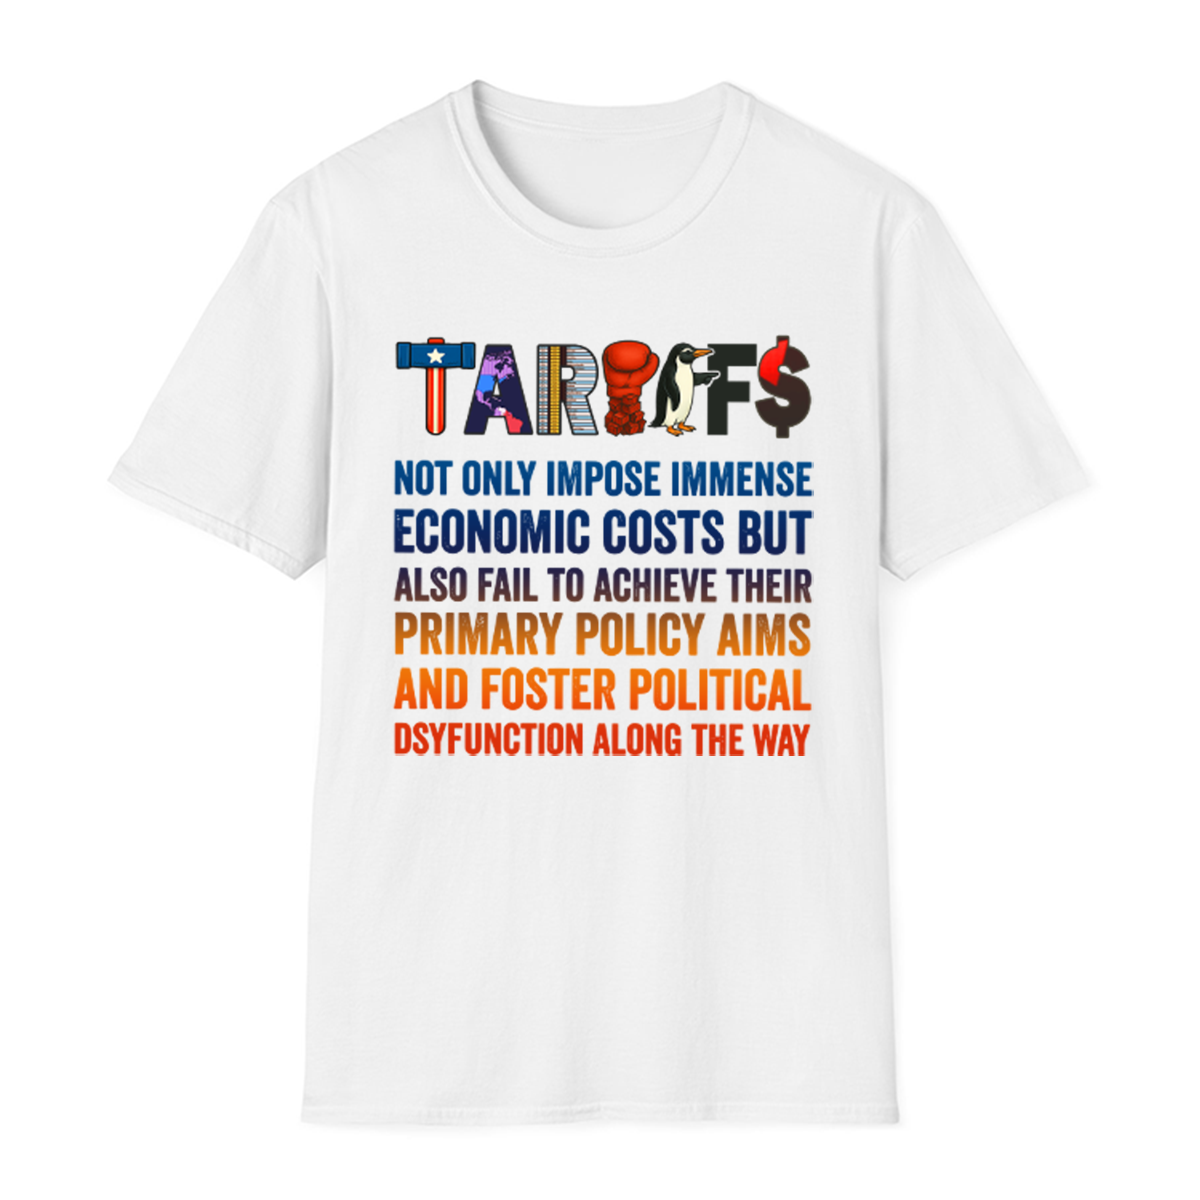 TARIFF$
NOT ONLY IMPOSE IMMENSE
ECONOMIC COSTS BUT
ALSO FAIL TO ACHIEVE THEIR
PRIMARY POLICY AIMS
AND FOSTER POLITICAL
DSYFUNCTION ALONG THE WAY